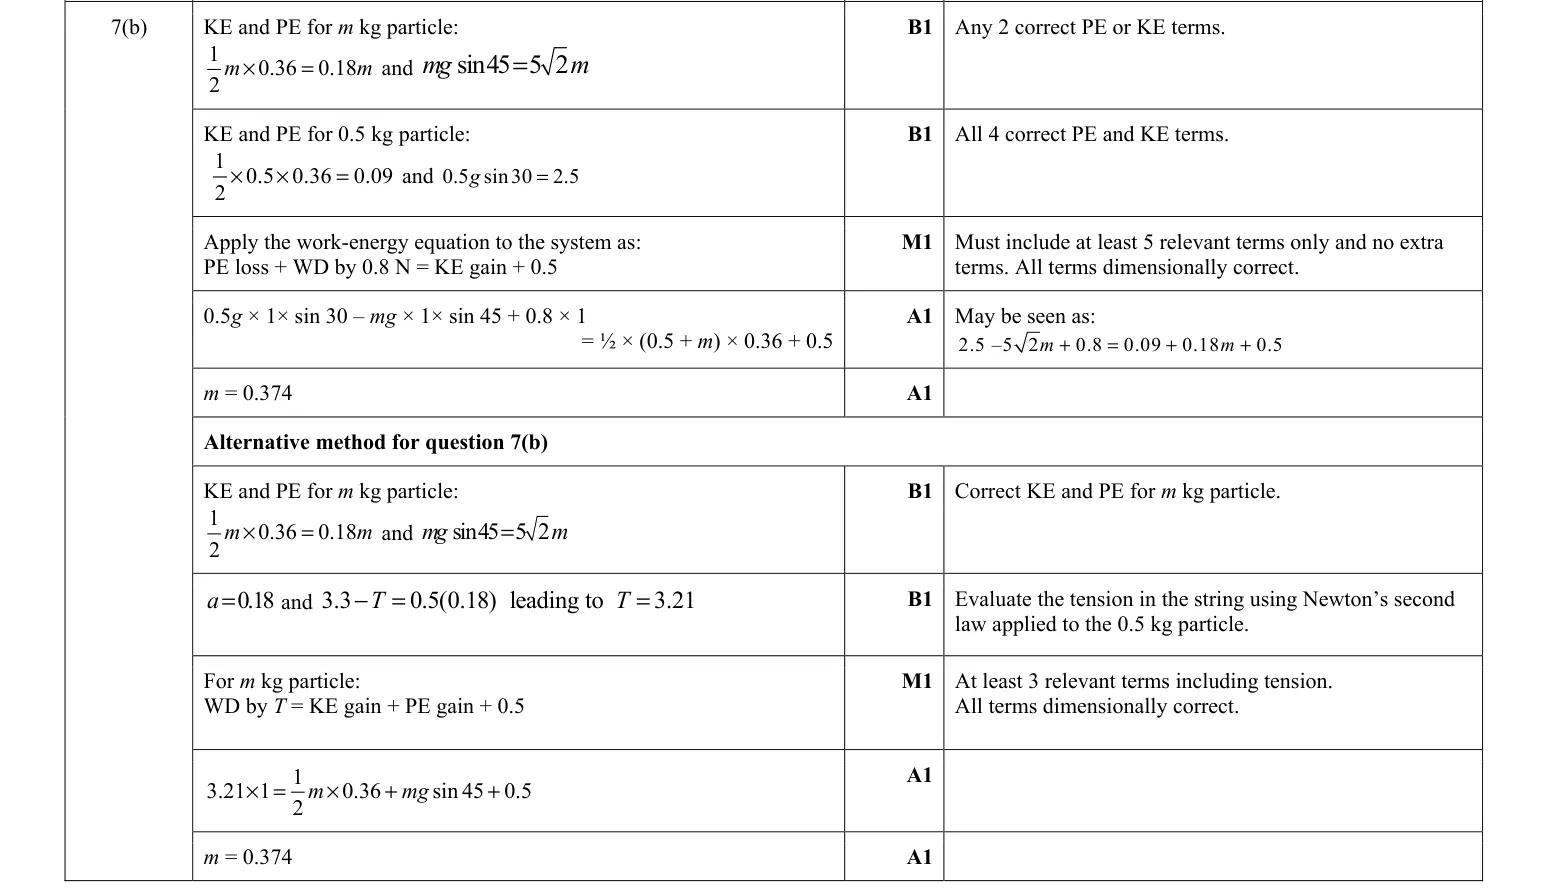 7(b)
KE and PE for m kg particle:
B1
Any 2 correct PE or KE terms.
1/2 m × 0.36 = 0.18m and mg sin45 = 5√2m
KE and PE for 0.5 kg particle:
B1
All 4 correct PE and KE terms.
1/2 × 0.5 × 0.36 = 0.09 and 0.5g sin 30 = 2.5
Apply the work-energy equation to the system as:
PE loss + WD by 0.8 N = KE gain + 0.5
M1
Must include at least 5 relevant terms only and no extra
terms. All terms dimensionally correct.
0.5g × 1× sin 30 – mg × 1× sin 45 + 0.8 × 1
= ½ × (0.5 + m) × 0.36 + 0.5
A1
May be seen as:
2.5 –5√2m + 0.8 = 0.09 + 0.18m + 0.5
m = 0.374
A1
Alternative method for question 7(b)
KE and PE for m kg particle:
B1
Correct KE and PE for m kg particle.
1/2 m × 0.36 = 0.18m and mg sin45=5√2m
a=0.18 and 3.3 – T = 0.5(0.18) leading to T = 3.21
B1
Evaluate the tension in the string using Newton’s second
law applied to the 0.5 kg particle.
For m kg particle:
WD by T = KE gain + PE gain + 0.5
M1
At least 3 relevant terms including tension.
All terms dimensionally correct.
3.21×1 = 1/2 m × 0.36 + mg sin 45 + 0.5
A1
m = 0.374
A1